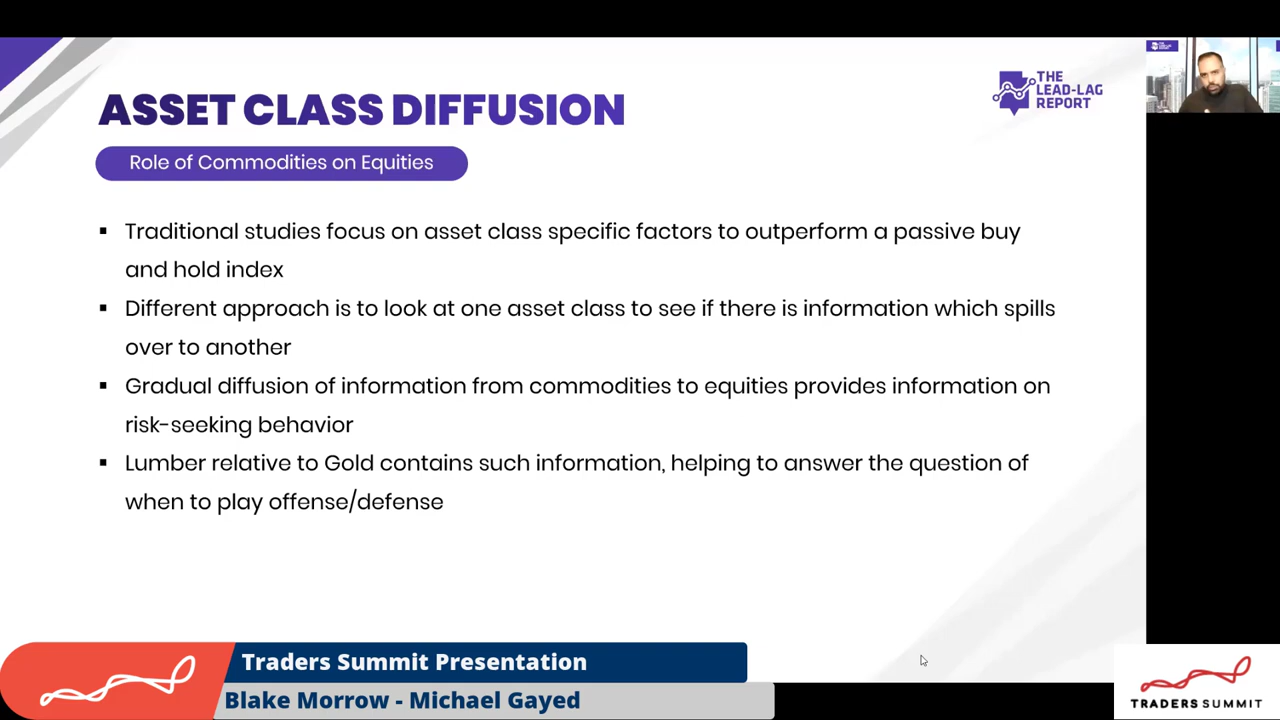 THE
LEAD-LAG
REPORT
ASSET CLASS DIFFUSION
Role of Commodities on Equities
▪ Traditional studies focus on asset class specific factors to outperform a passive buy
and hold index
▪ Different approach is to look at one asset class to see if there is information which spills
over to another
▪ Gradual diffusion of information from commodities to equities provides information on
risk-seeking behavior
▪ Lumber relative to Gold contains such information, helping to answer the question of
when to play offense/defense
Traders Summit Presentation
Blake Morrow - Michael Gayed
TRADERS SUMMIT